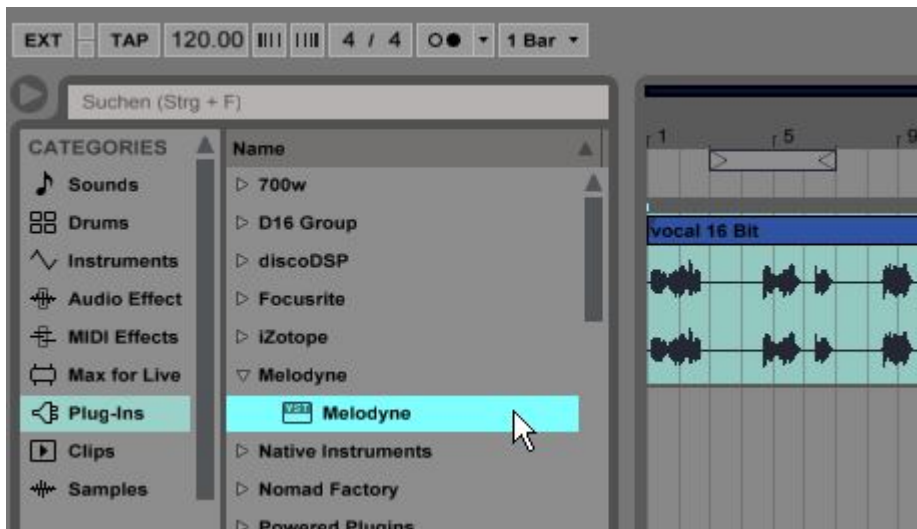 EXT TAP 120.00 4 / 4 1 Bar
Suchen (Strg + F)
CATEGORIES
Sounds
Drums
Instruments
Audio Effect
MIDI Effects
Max for Live
Plug-Ins
Clips
Samples
Name
700w
D16 Group
discoDSP
Focusrite
iZotope
Melodyne
VST Melodyne
Native Instruments
Nomad Factory
Powered Plugins
1 5 9
vocal 16 Bit